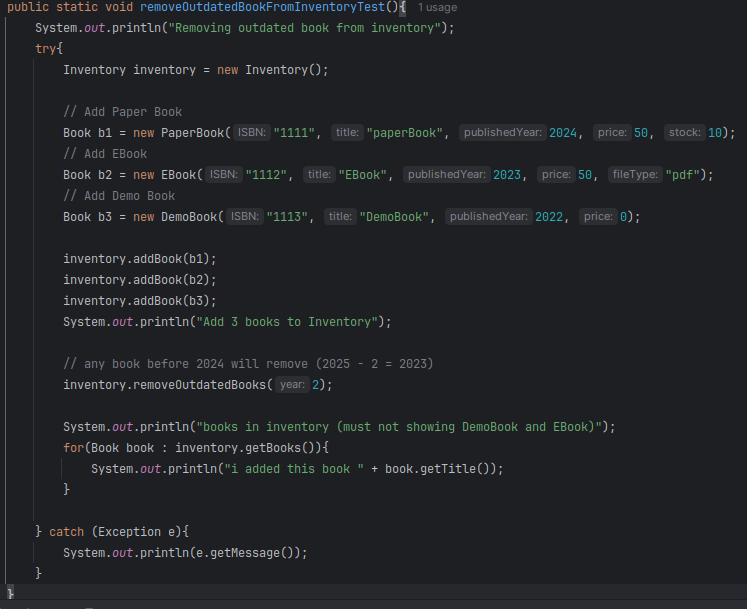 public static void removeOutdatedBookFromInventoryTest(){ 1 usage
System.out.println("Removing outdated book from inventory");
try{
Inventory inventory = new Inventory();
// Add Paper Book
Book b1 = new PaperBook( ISBN: "1111", title: "paperBook", publishedYear: 2024, price: 50, stock: 10);
// Add EBook
Book b2 = new EBook( ISBN: "1112", title: "EBook", publishedYear: 2023, price: 50, fileType: "pdf");
// Add Demo Book
Book b3 = new DemoBook( ISBN: "1113", title: "DemoBook", publishedYear: 2022, price: 0);
inventory.addBook(b1);
inventory.addBook(b2);
inventory.addBook(b3);
System.out.println("Add 3 books to Inventory");
// any book before 2024 will remove (2025 - 2 = 2023)
inventory.removeOutdatedBooks( year: 2);
System.out.println("books in inventory (must not showing DemoBook and EBook)");
for(Book book : inventory.getBooks()){
System.out.println("i added this book " + book.getTitle());
}
} catch (Exception e){
System.out.println(e.getMessage());
}
}